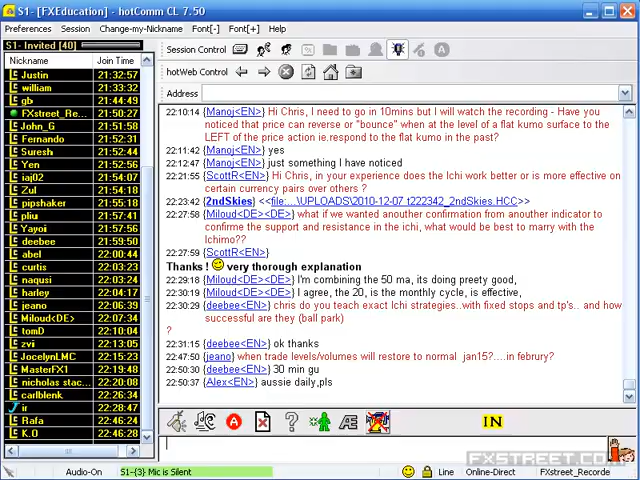 S1- [FXEducation] - hotComm CL 7.50
Preferences Session Change-my-Nickname Font[-] Font[+] Help
S1- Invited [40]
Session Control
Nickname Join Time
hotWeb Control
Address
Justin 21:32:57
william 21:33:32
gb 21:44:49
FXstreet_Re... 21:50:27
John_G 21:51:58
Fernando 21:52:31
Suresh 21:52:44
Yen 21:52:56
iaj02 21:54:07
Zul 21:54:18
pipshaker 21:55:18
pliu 21:57:41
Yayoi 21:57:56
deebee 21:59:50
abel 22:00:44
curtis 22:03:23
naqusi 22:03:24
harley 22:04:17
jeano 22:06:39
Miloud<DE> 22:07:34
tomD 22:10:04
zvi 22:13:05
JocelynLMC 22:15:23
MasterFX1 22:17:20
nicholas stac... 22:20:08
carlblenk 22:26:34
ir 22:28:47
Rafa 22:46:24
K.O 22:46:28
22:10:14 (Manoj<EN>) Hi Chris, I need to go in 10mins but I will watch the recording - Have you
noticed that price can reverse or "bounce" when at the level of a flat kumo surface to the
LEFT of the price action ie.respond to the flat kumo in the past?
22:11:42 (Manoj<EN>) yes
22:12:47 (Manoj<EN>) just something I have noticed
22:21:55 (ScottR<EN>) Hi Chris, in your experience does the Ichi work better or is more effective on
certain currency pairs over others ?
22:23:42 (2ndSkies) <<file:...\UPLOADS\2010-12-07 t222342_2ndSkies.HCC>>
22:27:58 (Miloud<DE>) what if we wanted anouther confirmation from anouther indicator to
confirme the support and resistance in the ichi, what would be best to marry with the
Ichimo??
22:27:59 (ScottR<EN>)
Thanks ! very thorough explanation
22:29:18 (Miloud<DE>) I'm combining the 50 ma, its doing preety good,
22:30:19 (Miloud<DE>) I agree, the 20, is the monthly cycle, is effective,
22:30:29 (deebee<EN>) chris do you teach exact Ichi strategies..with fixed stops and tp's.. and how
successful are they (ball park)
?
22:31:15 (deebee<EN>) ok thanks
22:47:50 (jeano) when trade levels/volumes will restore to normal jan15?....in februry?
22:50:30 (deebee<EN>) 30 min gu
22:50:37 (Alex<EN>) aussie daily,pls
IN
FXSTREET.COM
Audio-On S1-{3} Mic is Silent Line Online-Direct FXstreet_Recorde